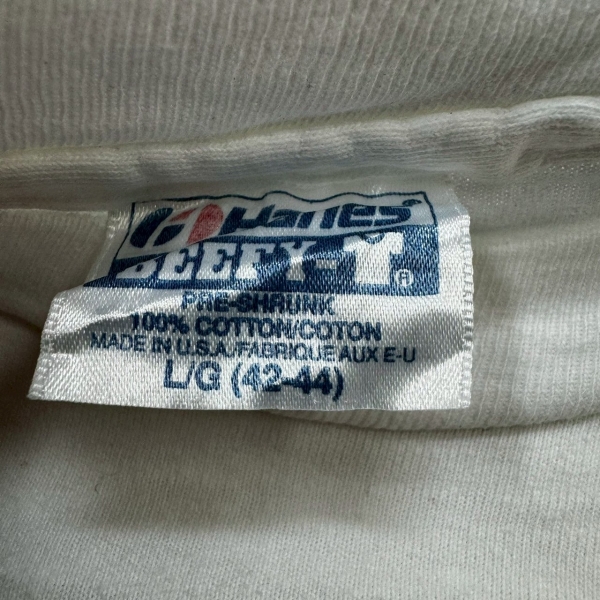 Hanes®
BEEFY-T®
PRE-SHRUNK
100% COTTON/COTON
MADE IN U.S.A./FABRIQUE AUX E-U
L/G (42-44)